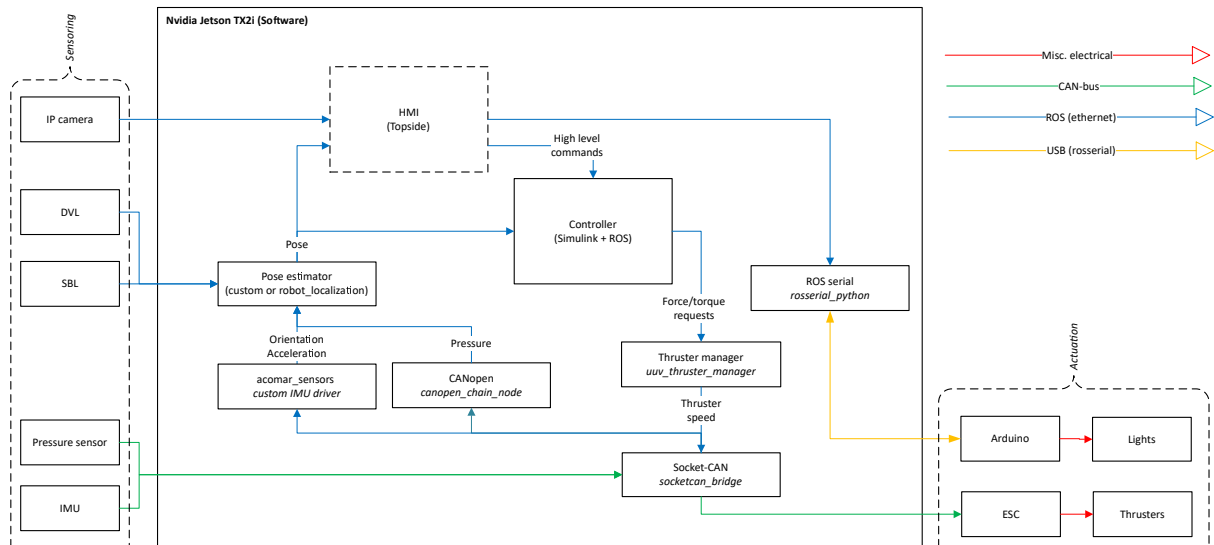 Nvidia Jetson TX2i (Software)
Sensoring
IP camera
DVL
SBL
Pressure sensor
IMU
HMI
(Topside)
High level
commands
Controller
(Simulink + ROS)
Pose
Pose estimator
(custom or robot_localization)
Orientation
Acceleration
Pressure
acomar_sensors
custom IMU driver
CANopen
canopen_chain_node
Force/torque
requests
Thruster manager
uuv_thruster_manager
Thruster
speed
Socket-CAN
socketcan_bridge
ROS serial
rosserial_python
Misc. electrical
CAN-bus
ROS (ethernet)
USB (rosserial)
Actuation
Arduino
Lights
ESC
Thrusters